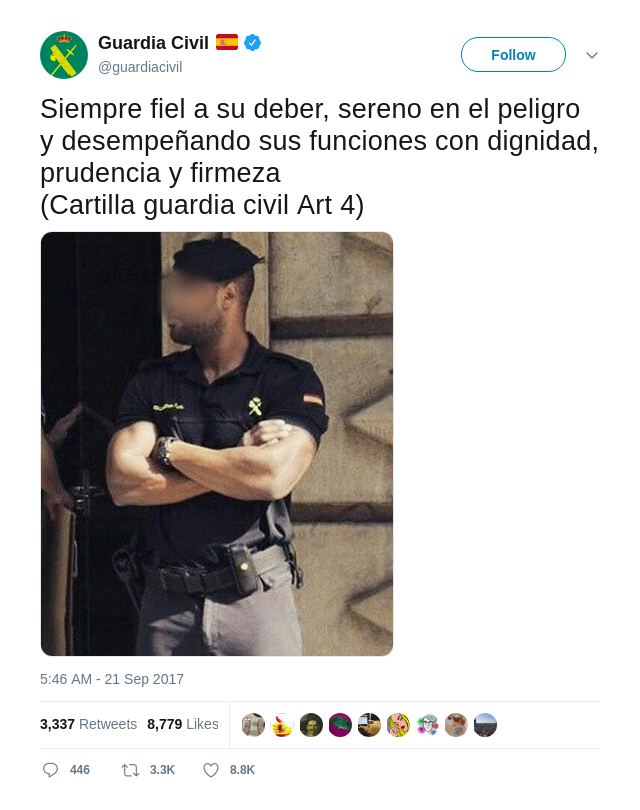 Guardia Civil
@guardiacivil
Follow
Siempre fiel a su deber, sereno en el peligro
y desempeñando sus funciones con dignidad,
prudencia y firmeza
(Cartilla guardia civil Art 4)
5:46 AM - 21 Sep 2017
3,337 Retweets 8,779 Likes
446 3.3K 8.8K